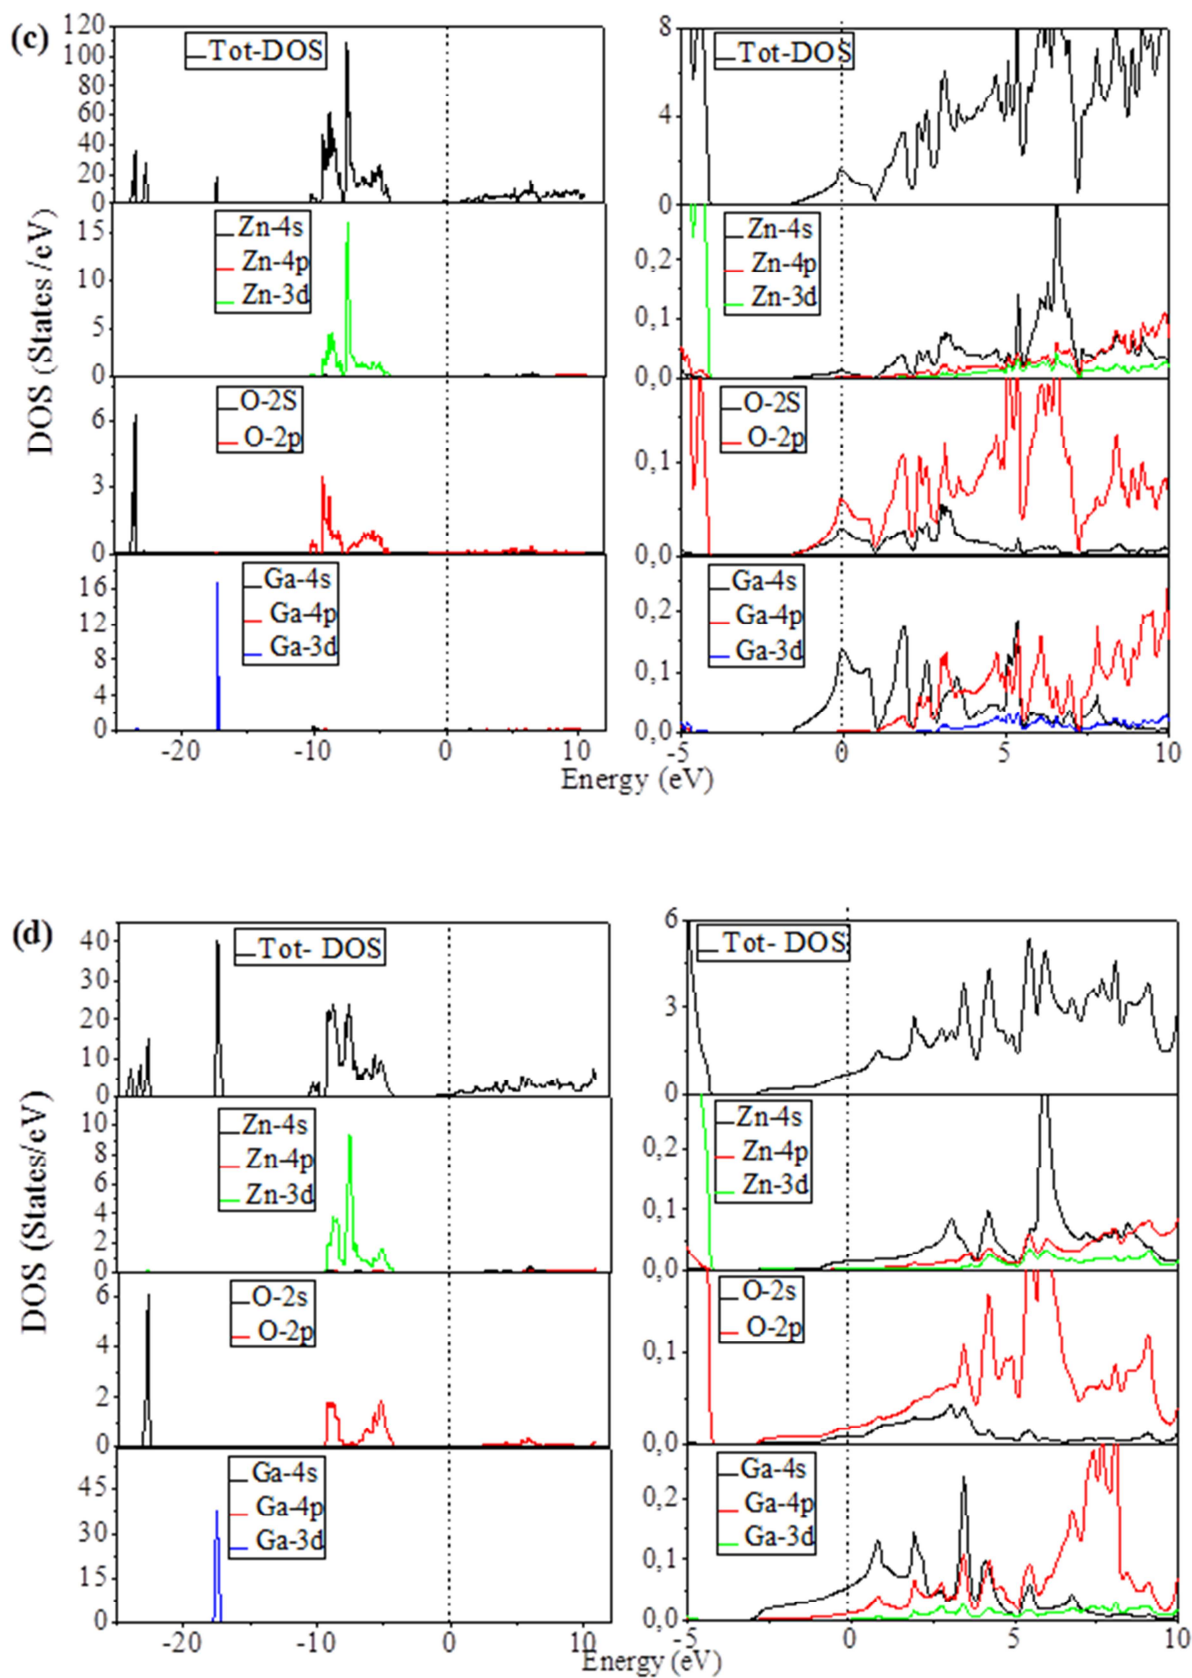 (c)
120
100
80
60
40
20
0
Tot-DOS
15
10
5
0
Zn-4s
Zn-4p
Zn-3d
6
3
0
O-2S
O-2p
16
12
8
4
0
Ga-4s
Ga-4p
Ga-3d
-20 -10 0 10
DOS (States/eV)
8
4
0
Tot-DOS
0,2
0,1
0,0
Zn-4s
Zn-4p
Zn-3d
0,1
0,0
O-2S
O-2p
0,2
0,1
0,0
Ga-4s
Ga-4p
Ga-3d
-5 0 5 10
Energy (eV)
(d)
40
30
20
10
0
Tot- DOS
10
8
6
4
2
0
Zn-4s
Zn-4p
Zn-3d
6
4
2
0
O-2s
O-2p
45
30
15
0
Ga-4s
Ga-4p
Ga-3d
-20 -10 0 10
DOS (States/eV)
6
3
0
Tot- DOS
0,2
0,1
0,0
Zn-4s
Zn-4p
Zn-3d
0,1
0,0
O-2s
O-2p
0,2
0,1
0,0
Ga-4s
Ga-4p
Ga-3d
-5 0 5 10
Energy (eV)